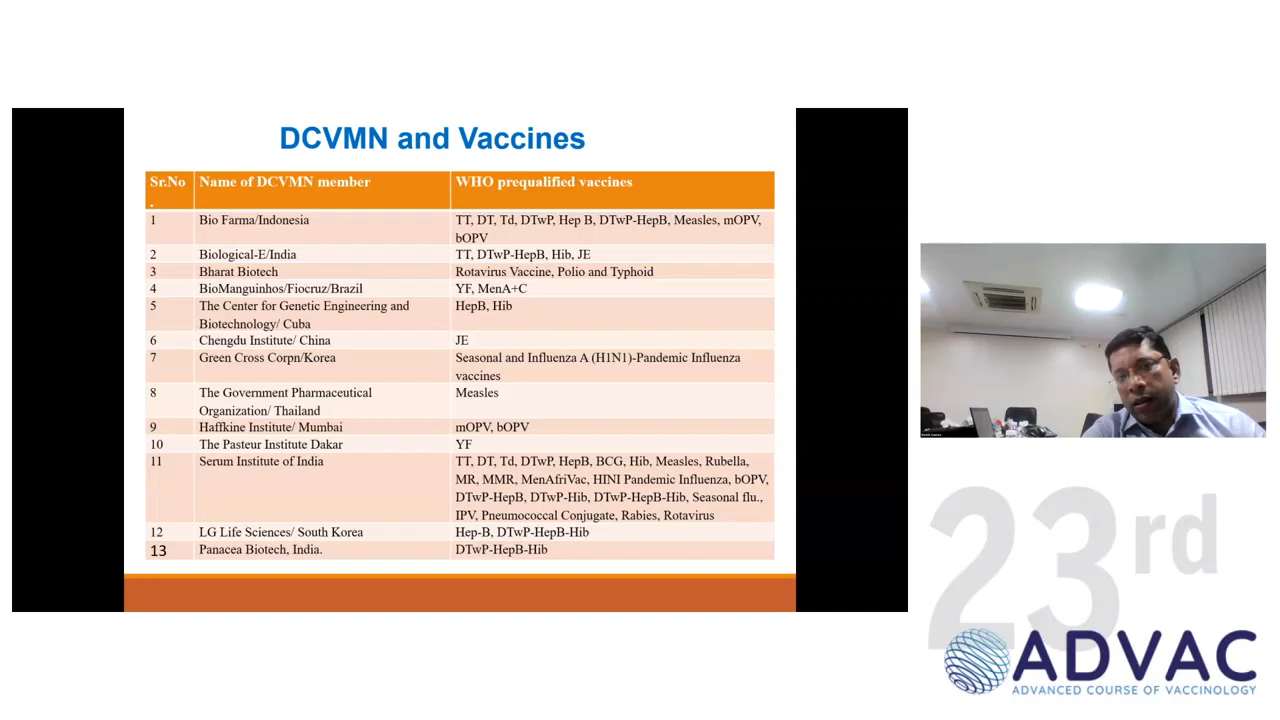 DCVMN and Vaccines
Sr.No
.
Name of DCVMN member
WHO prequalified vaccines
1
Bio Farma/Indonesia
TT, DT, Td, DTwP, Hep B, DTwP-HepB, Measles, mOPV,
bOPV
2
Biological-E/India
TT, DTwP-HepB, Hib, JE
3
Bharat Biotech
Rotavirus Vaccine, Polio and Typhoid
4
BioManguinhos/Fiocruz/Brazil
YF, MenA+C
5
The Center for Genetic Engineering and
Biotechnology/ Cuba
HepB, Hib
6
Chengdu Institute/ China
JE
7
Green Cross Corpn/Korea
Seasonal and Influenza A (H1N1)-Pandemic Influenza
vaccines
8
The Government Pharmaceutical
Organization/ Thailand
Measles
9
Haffkine Institute/ Mumbai
mOPV, bOPV
10
The Pasteur Institute Dakar
YF
11
Serum Institute of India
TT, DT, Td, DTwP, HepB, BCG, Hib, Measles, Rubella,
MR, MMR, MenAfriVac, HINI Pandemic Influenza, bOPV,
DTwP-HepB, DTwP-Hib, DTwP-HepB-Hib, Seasonal flu.,
IPV, Pneumococcal Conjugate, Rabies, Rotavirus
12
LG Life Sciences/ South Korea
Hep-B, DTwP-HepB-Hib
13
Panacea Biotech, India.
DTwP-HepB-Hib
23rd
ADVAC
ADVANCED COURSE OF VACCINOLOGY